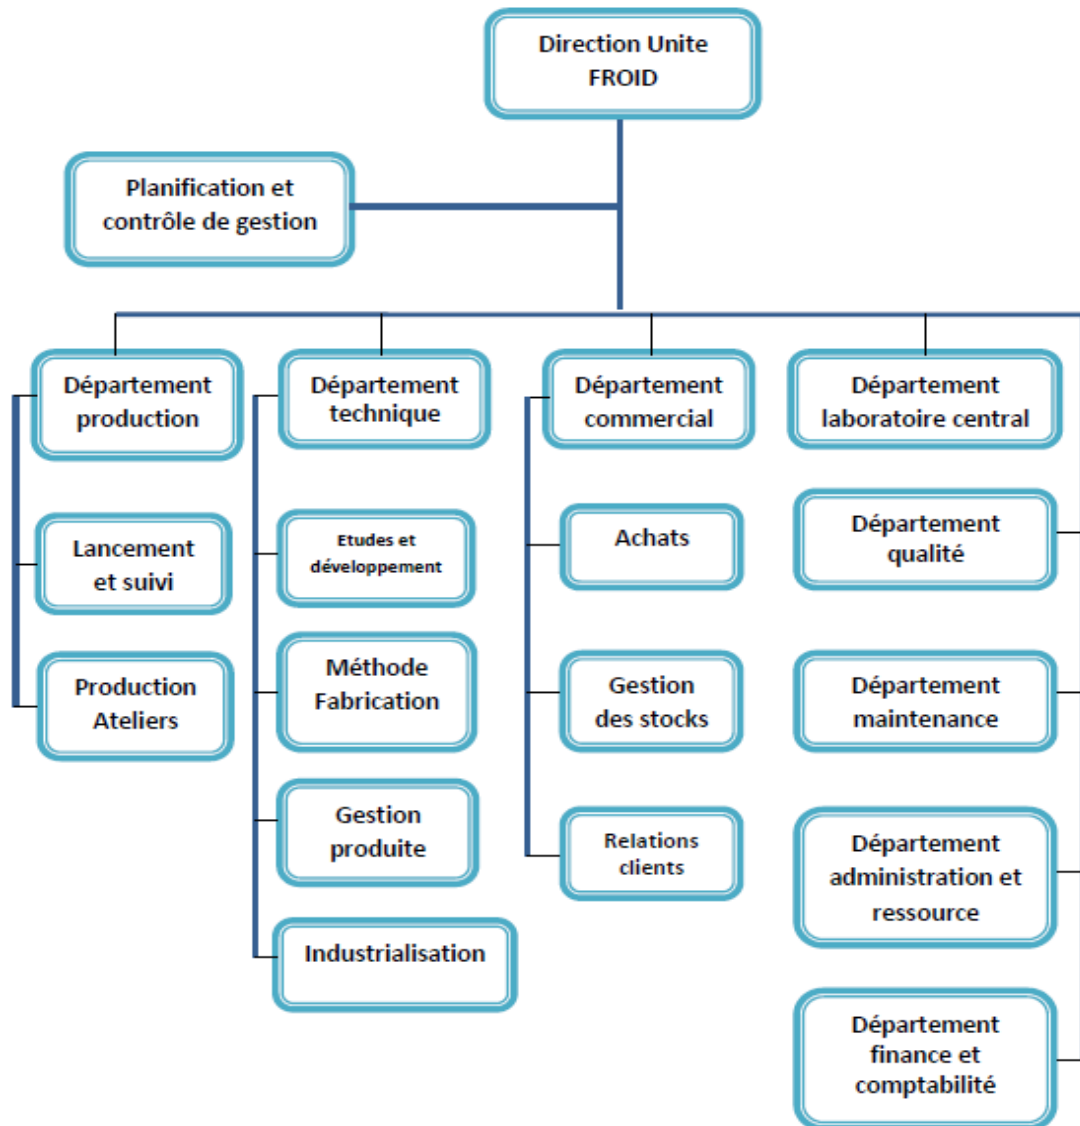 Direction Unite
FROID
Planification et
contrôle de gestion
Département
production
Département
technique
Département
commercial
Département
laboratoire central
Lancement
et suivi
Etudes et
développement
Achats
Département
qualité
Production
Ateliers
Méthode
Fabrication
Gestion
des stocks
Département
maintenance
Gestion
produite
Relations
clients
Département
administration et
ressource
Industrialisation
Département
finance et
comptabilité